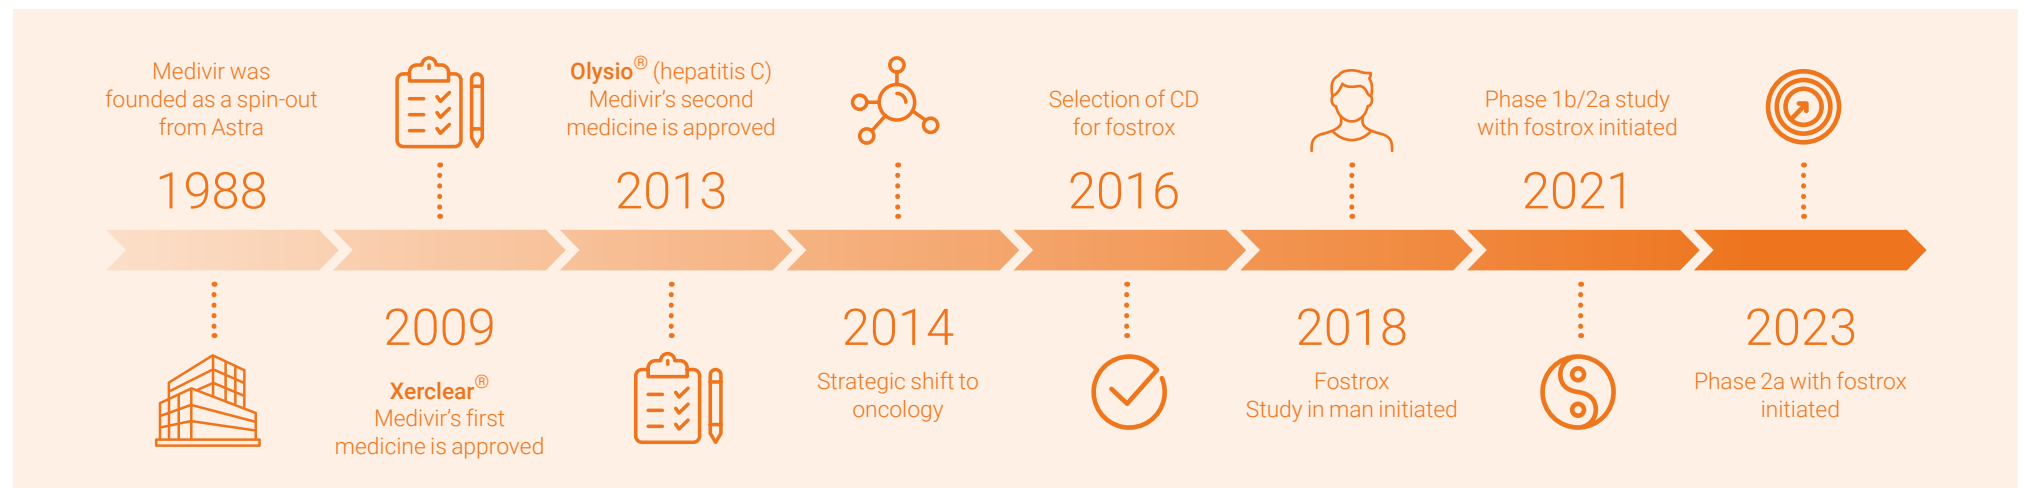 Medivir was
founded as a spin-out
from Astra
1988
2009
Xerclear®
Medivir’s first
medicine is approved
Olysio® (hepatitis C)
Medivir’s second
medicine is approved
2013
2014
Strategic shift to
oncology
Selection of CD
for fostrox
2016
2018
Fostrox
Study in man initiated
Phase 1b/2a study
with fostrox initiated
2021
2023
Phase 2a with fostrox
initiated